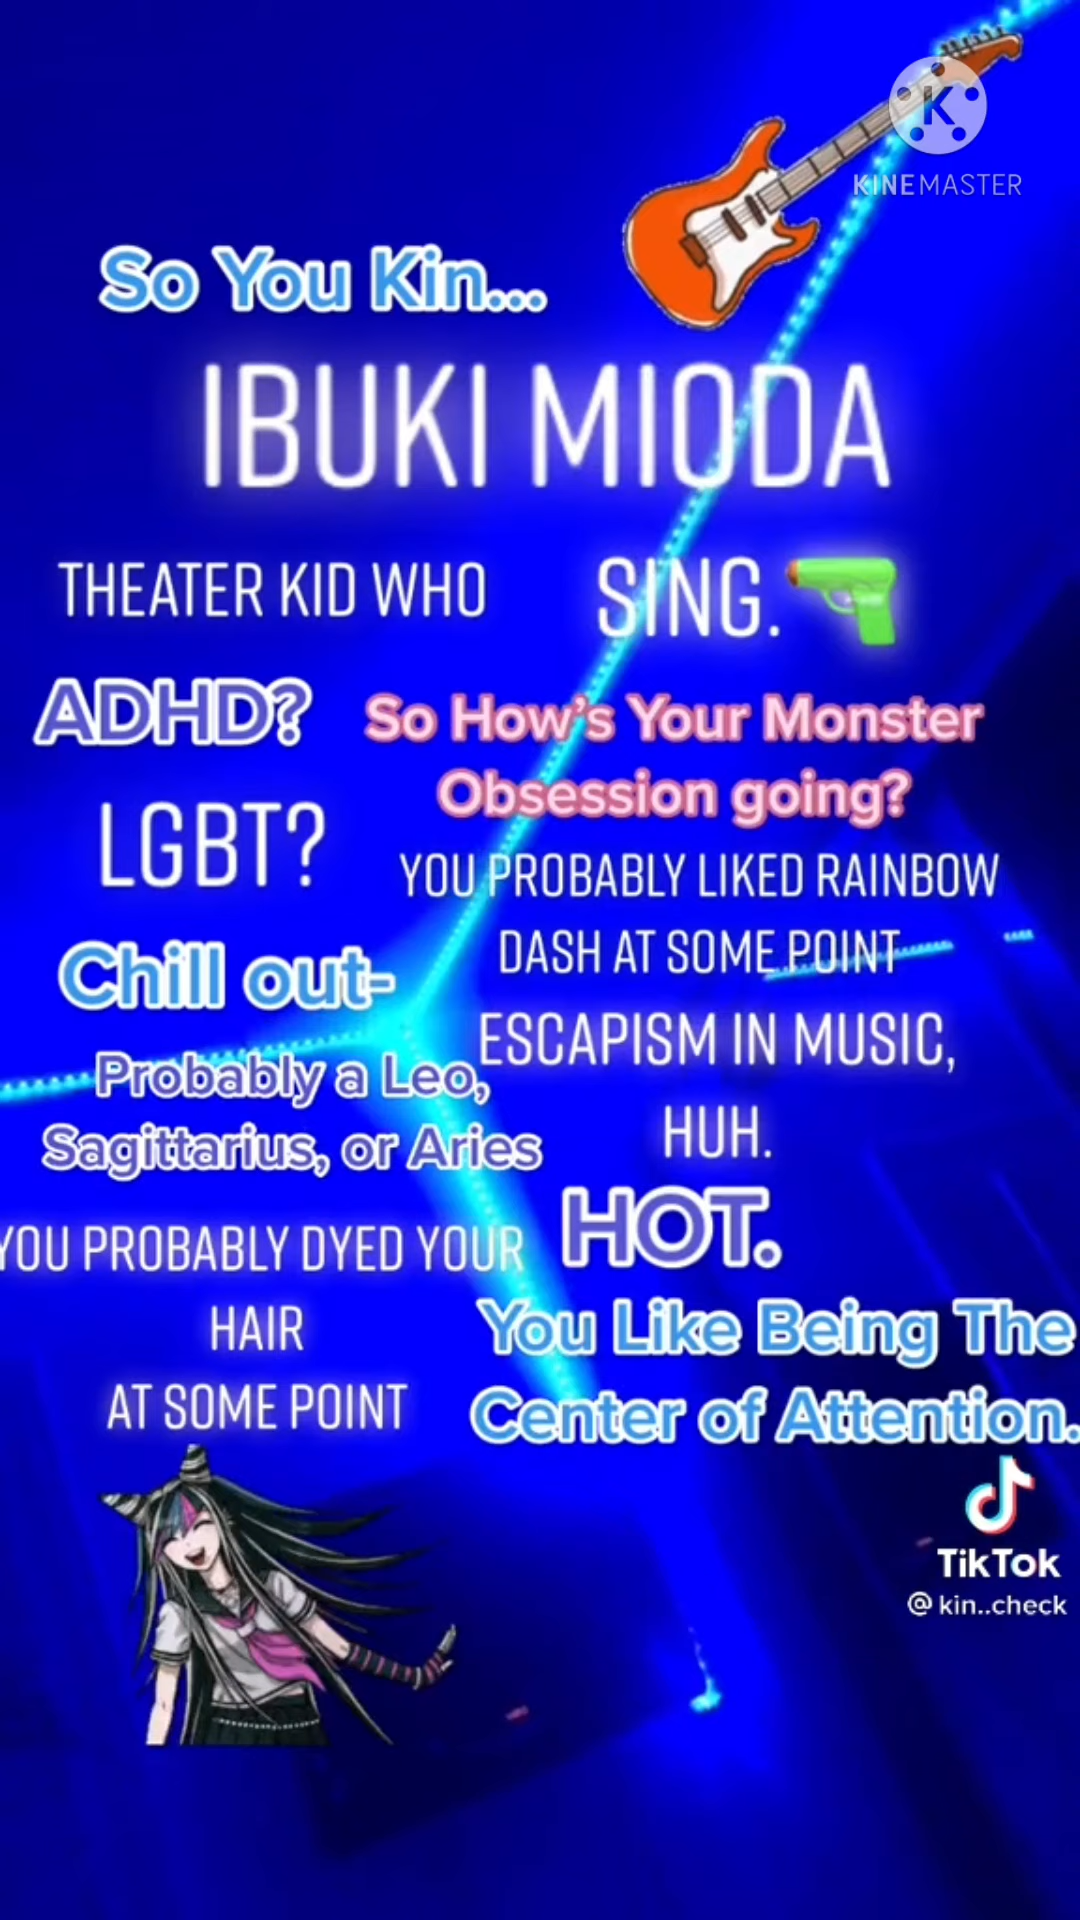 K
KINEMASTER
So You Kin...
IBUKI MIODA
THEATER KID WHO
SING.
ADHD?
So How's Your Monster
Obsession going?
LGBT?
YOU PROBABLY LIKED RAINBOW
DASH AT SOME POINT
Chill out-
ESCAPISM IN MUSIC,
HUH.
Probably a Leo,
Sagittarius, or Aries
HOT.
YOU PROBABLY DYED YOUR
HAIR
AT SOME POINT
You Like Being The
Center of Attention.
TikTok
@kin..check